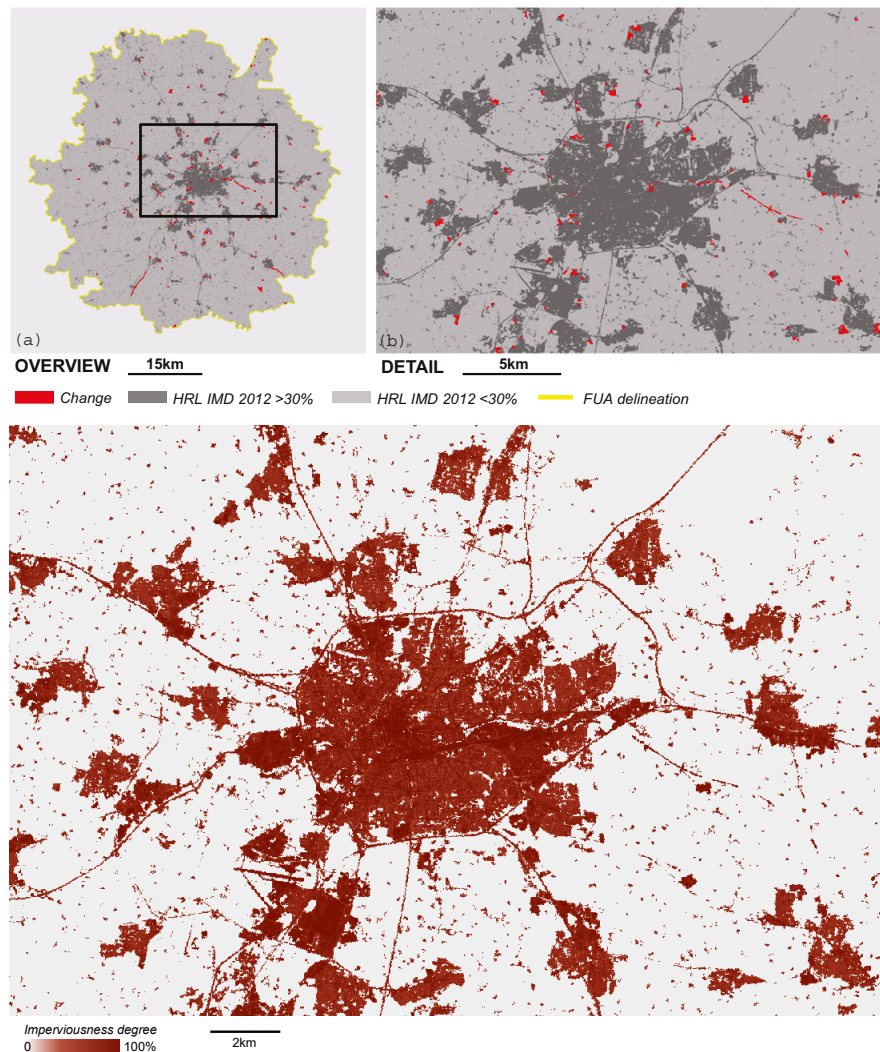 (a)
(b)
OVERVIEW 15km
DETAIL 5km
Change HRL IMD 2012 >30% HRL IMD 2012 <30% FUA delineation
Imperviousness degree
0 100%
2km